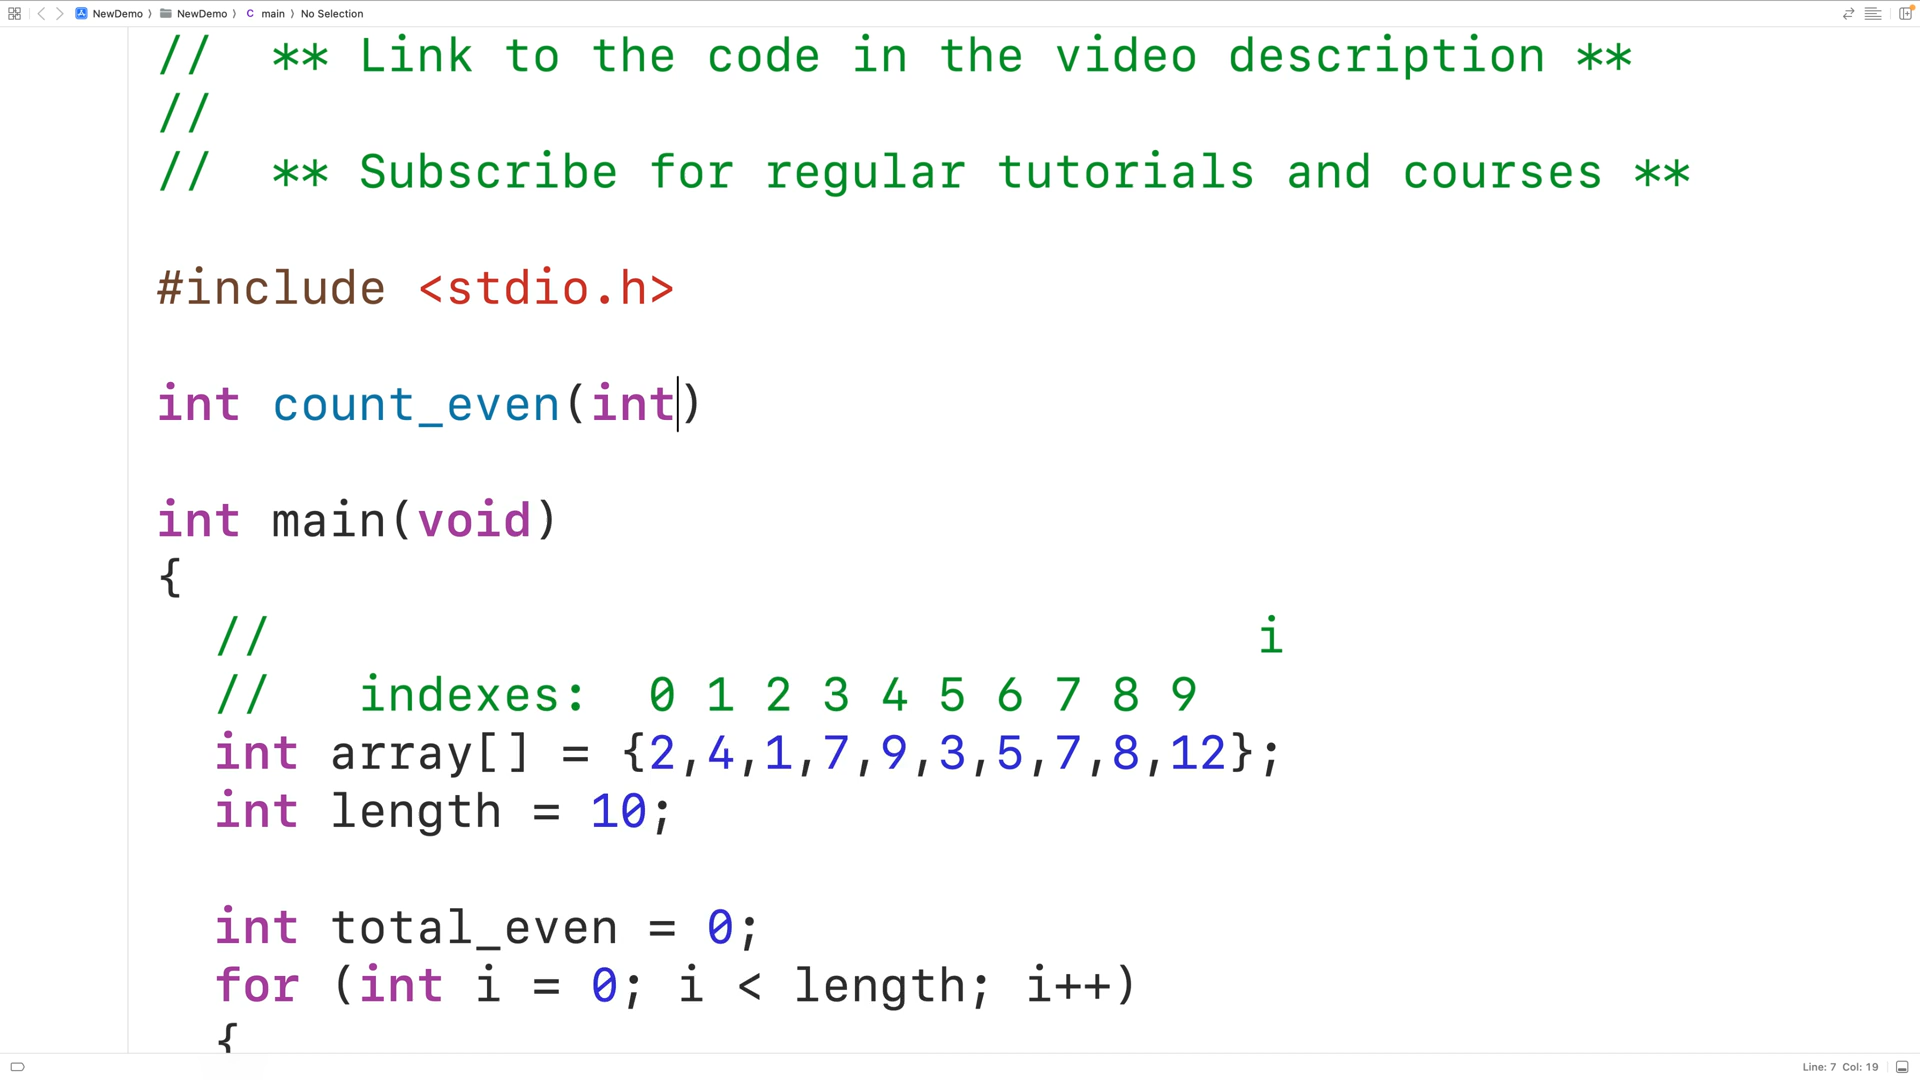 NewDemo 〉 NewDemo 〉 C main 〉 No Selection
//  ** Link to the code in the video description **
//
//  ** Subscribe for regular tutorials and courses **
#include <stdio.h>
int count_even(int)
int main(void)
{
//                                  i
//   indexes:  0 1 2 3 4 5 6 7 8 9
int array[] = {2,4,1,7,9,3,5,7,8,12};
int length = 10;
int total_even = 0;
for (int i = 0; i < length; i++)
{
Line: 7 Col: 19